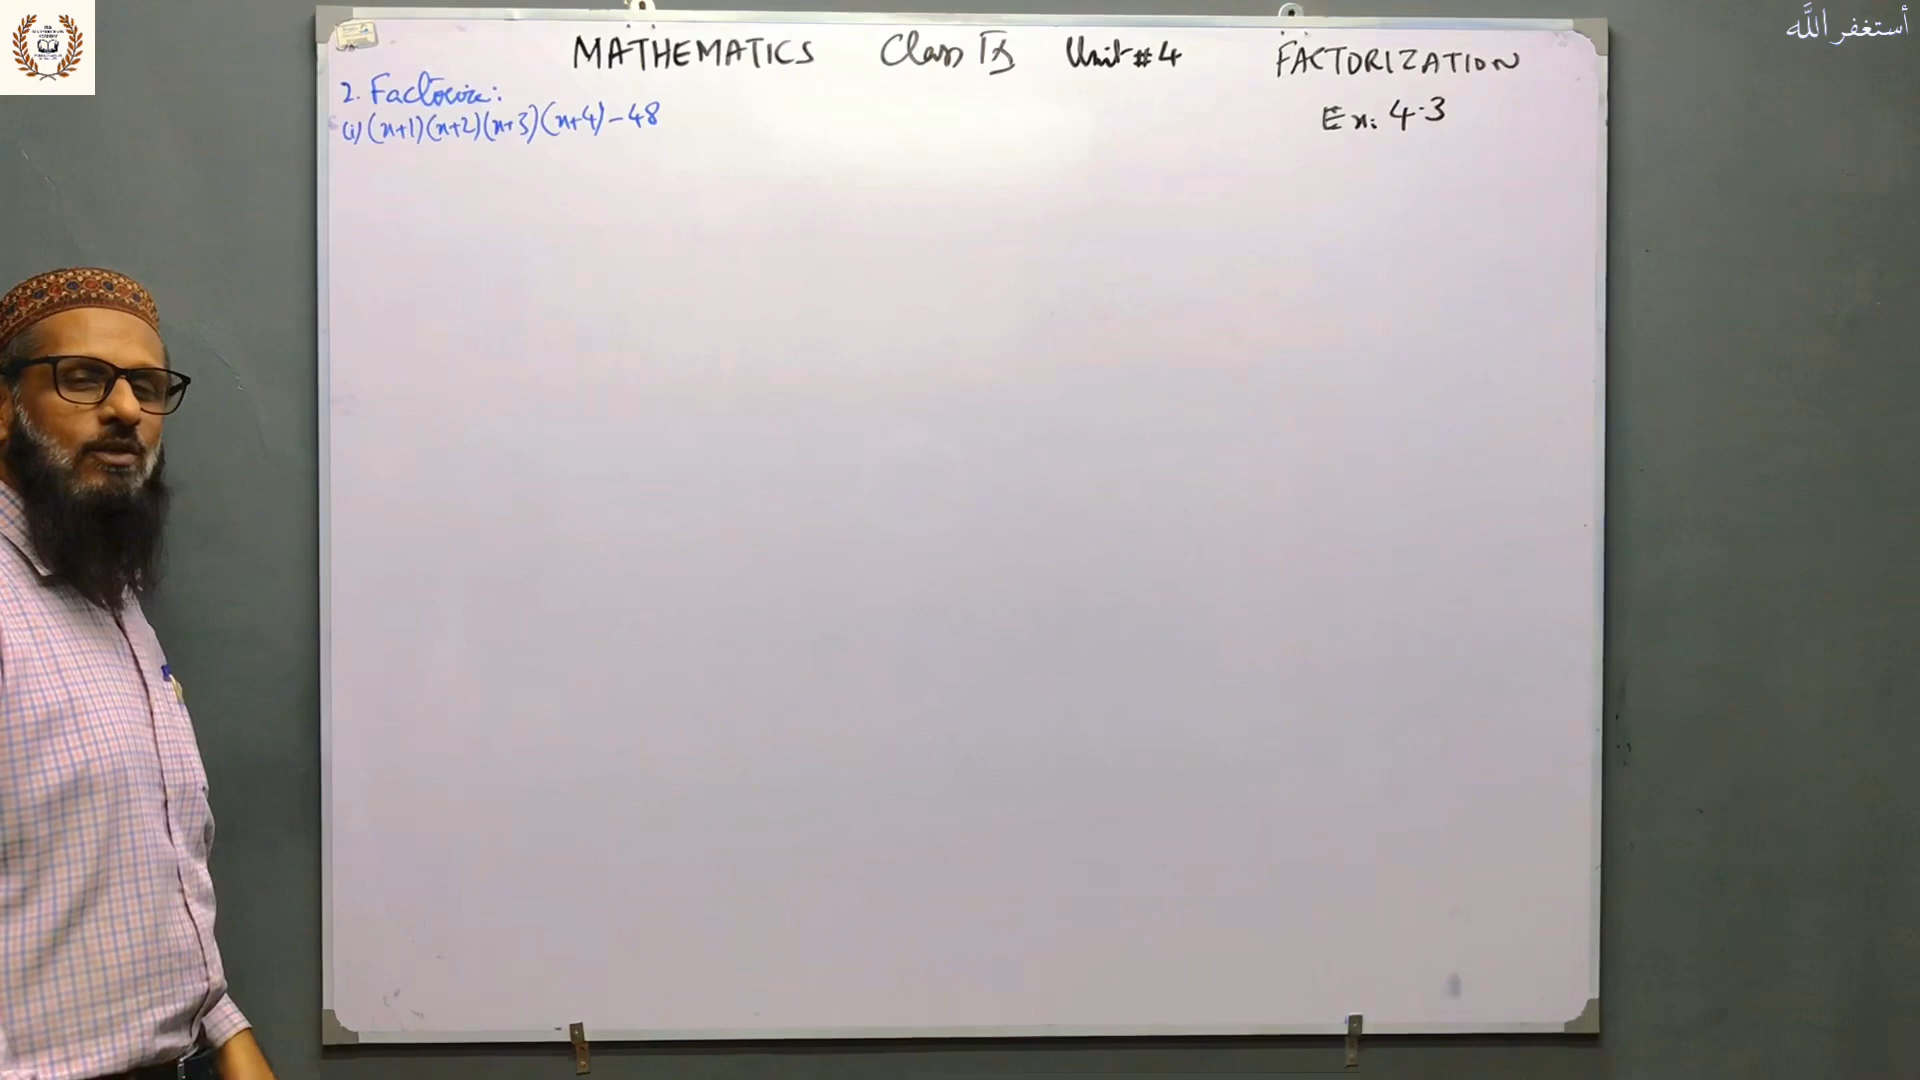 أستغفر الله
MATHEMATICS Class IX Unit # 4 FACTORIZATION
Ex: 4.3
2. Factorize:
(i) (x+1)(x+2)(x+3)(x+4) - 48